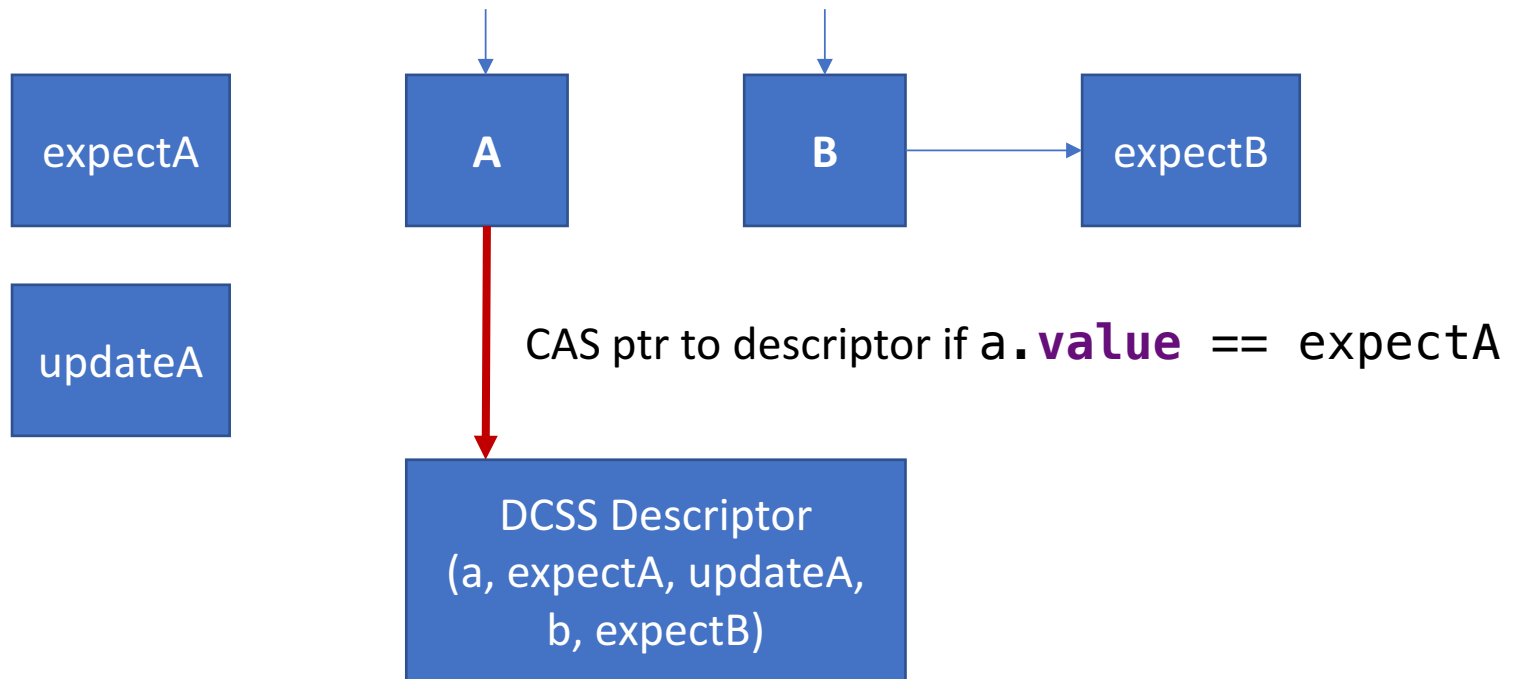 expectA
A
B
expectB
updateA
CAS ptr to descriptor if a.value == expectA
DCSS Descriptor
(a, expectA, updateA,
b, expectB)